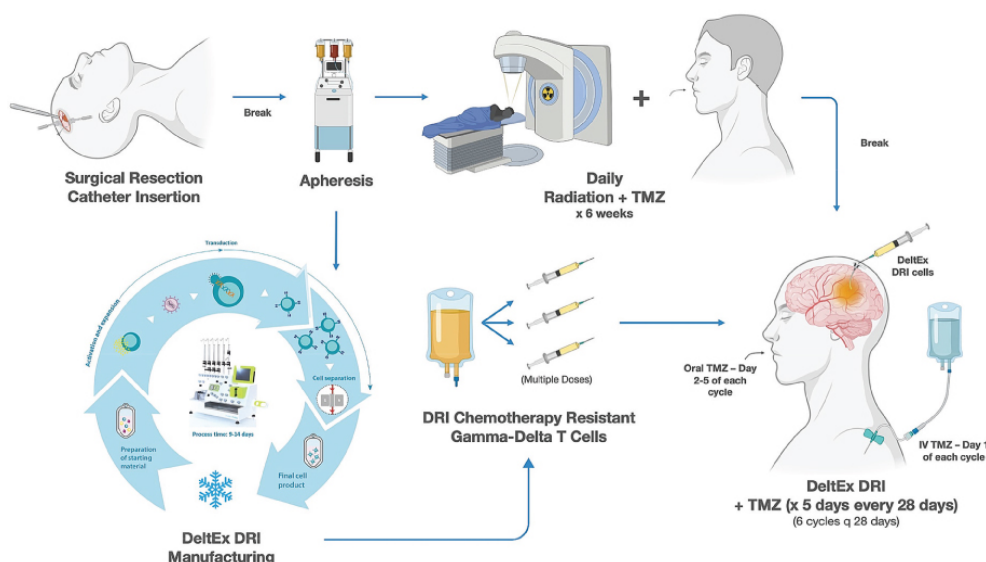 Surgical Resection
Catheter Insertion
Break
Apheresis
Daily
Radiation + TMZ
x 6 weeks
+
Break
Transduction
Activation and expansion
Cell separation
Process time: 9-14 days
Preparation
of starting
material
Final cell
product
DeltEx DRI
Manufacturing
(Multiple Doses)
DRI Chemotherapy Resistant
Gamma-Delta T Cells
DeltEx
DRI cells
Oral TMZ – Day
2-5 of each
cycle
IV TMZ – Day 1
of each cycle
DeltEx DRI
+ TMZ (x 5 days every 28 days)
(6 cycles q 28 days)